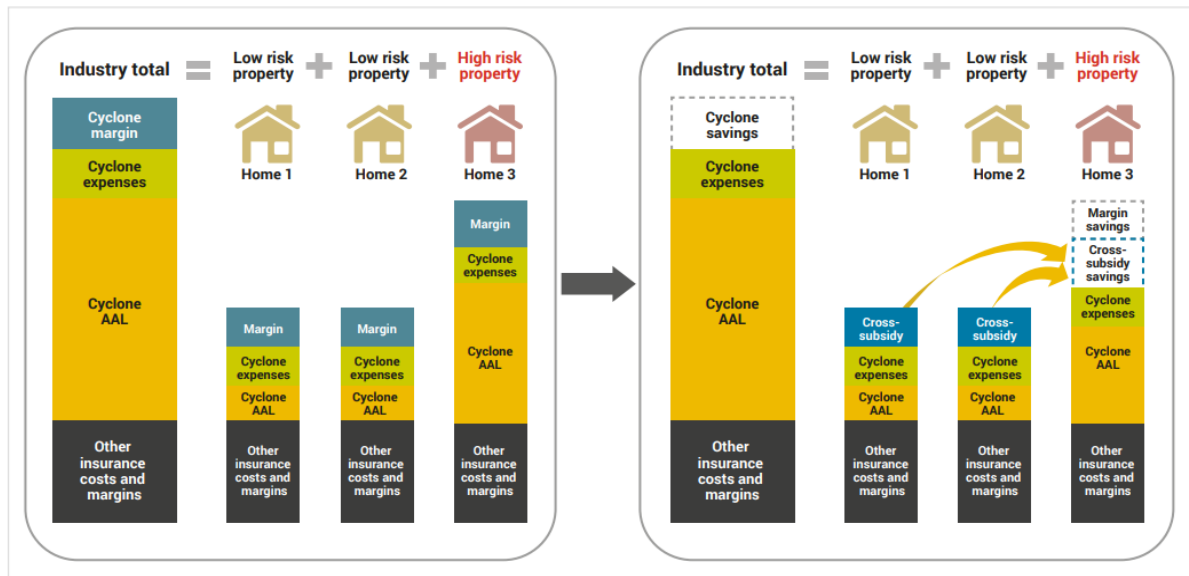 Industry total
=
Low risk
property
+
Low risk
property
+
High risk
property
Cyclone
margin
Cyclone
expenses
Cyclone
AAL
Other
insurance
costs and
margins
Home 1
Margin
Cyclone
expenses
Cyclone
AAL
Other
insurance
costs and
margins
Home 2
Margin
Cyclone
expenses
Cyclone
AAL
Other
insurance
costs and
margins
Home 3
Margin
Cyclone
expenses
Cyclone
AAL
Other
insurance
costs and
margins
Industry total
=
Low risk
property
+
Low risk
property
+
High risk
property
Cyclone
savings
Cyclone
expenses
Cyclone
AAL
Other
insurance
costs and
margins
Home 1
Cross-
subsidy
Cyclone
expenses
Cyclone
AAL
Other
insurance
costs and
margins
Home 2
Cross-
subsidy
Cyclone
expenses
Cyclone
AAL
Other
insurance
costs and
margins
Home 3
Margin
savings
Cross-
subsidy
savings
Cyclone
expenses
Cyclone
AAL
Other
insurance
costs and
margins